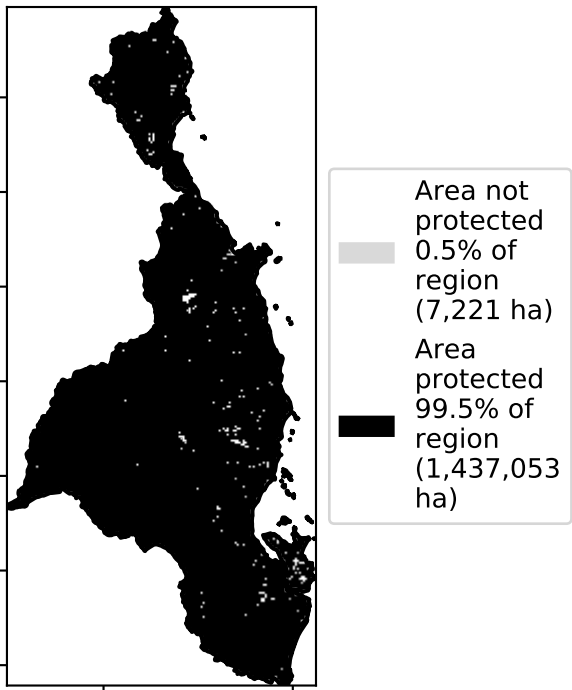 Area not
protected
0.5% of
region
(7,221 ha)
Area
protected
99.5% of
region
(1,437,053
ha)